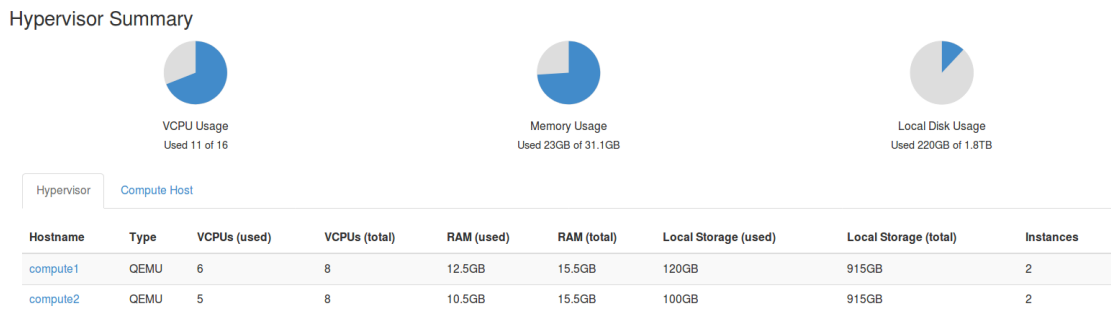 Hypervisor Summary
VCPU Usage Memory Usage Local Disk Usage
Used 11 of 16 Used 23GB of 31.1GB Used 220GB of 1.8TB
Hypervisor Compute Host
Hostname Type VCPUs (used) VCPUs (total) RAM (used) RAM (total) Local Storage (used) Local Storage (total) Instances
compute1 QEMU 6 8 12.5GB 15.5GB 120GB 915GB 2
compute2 QEMU 5 8 10.5GB 15.5GB 100GB 915GB 2